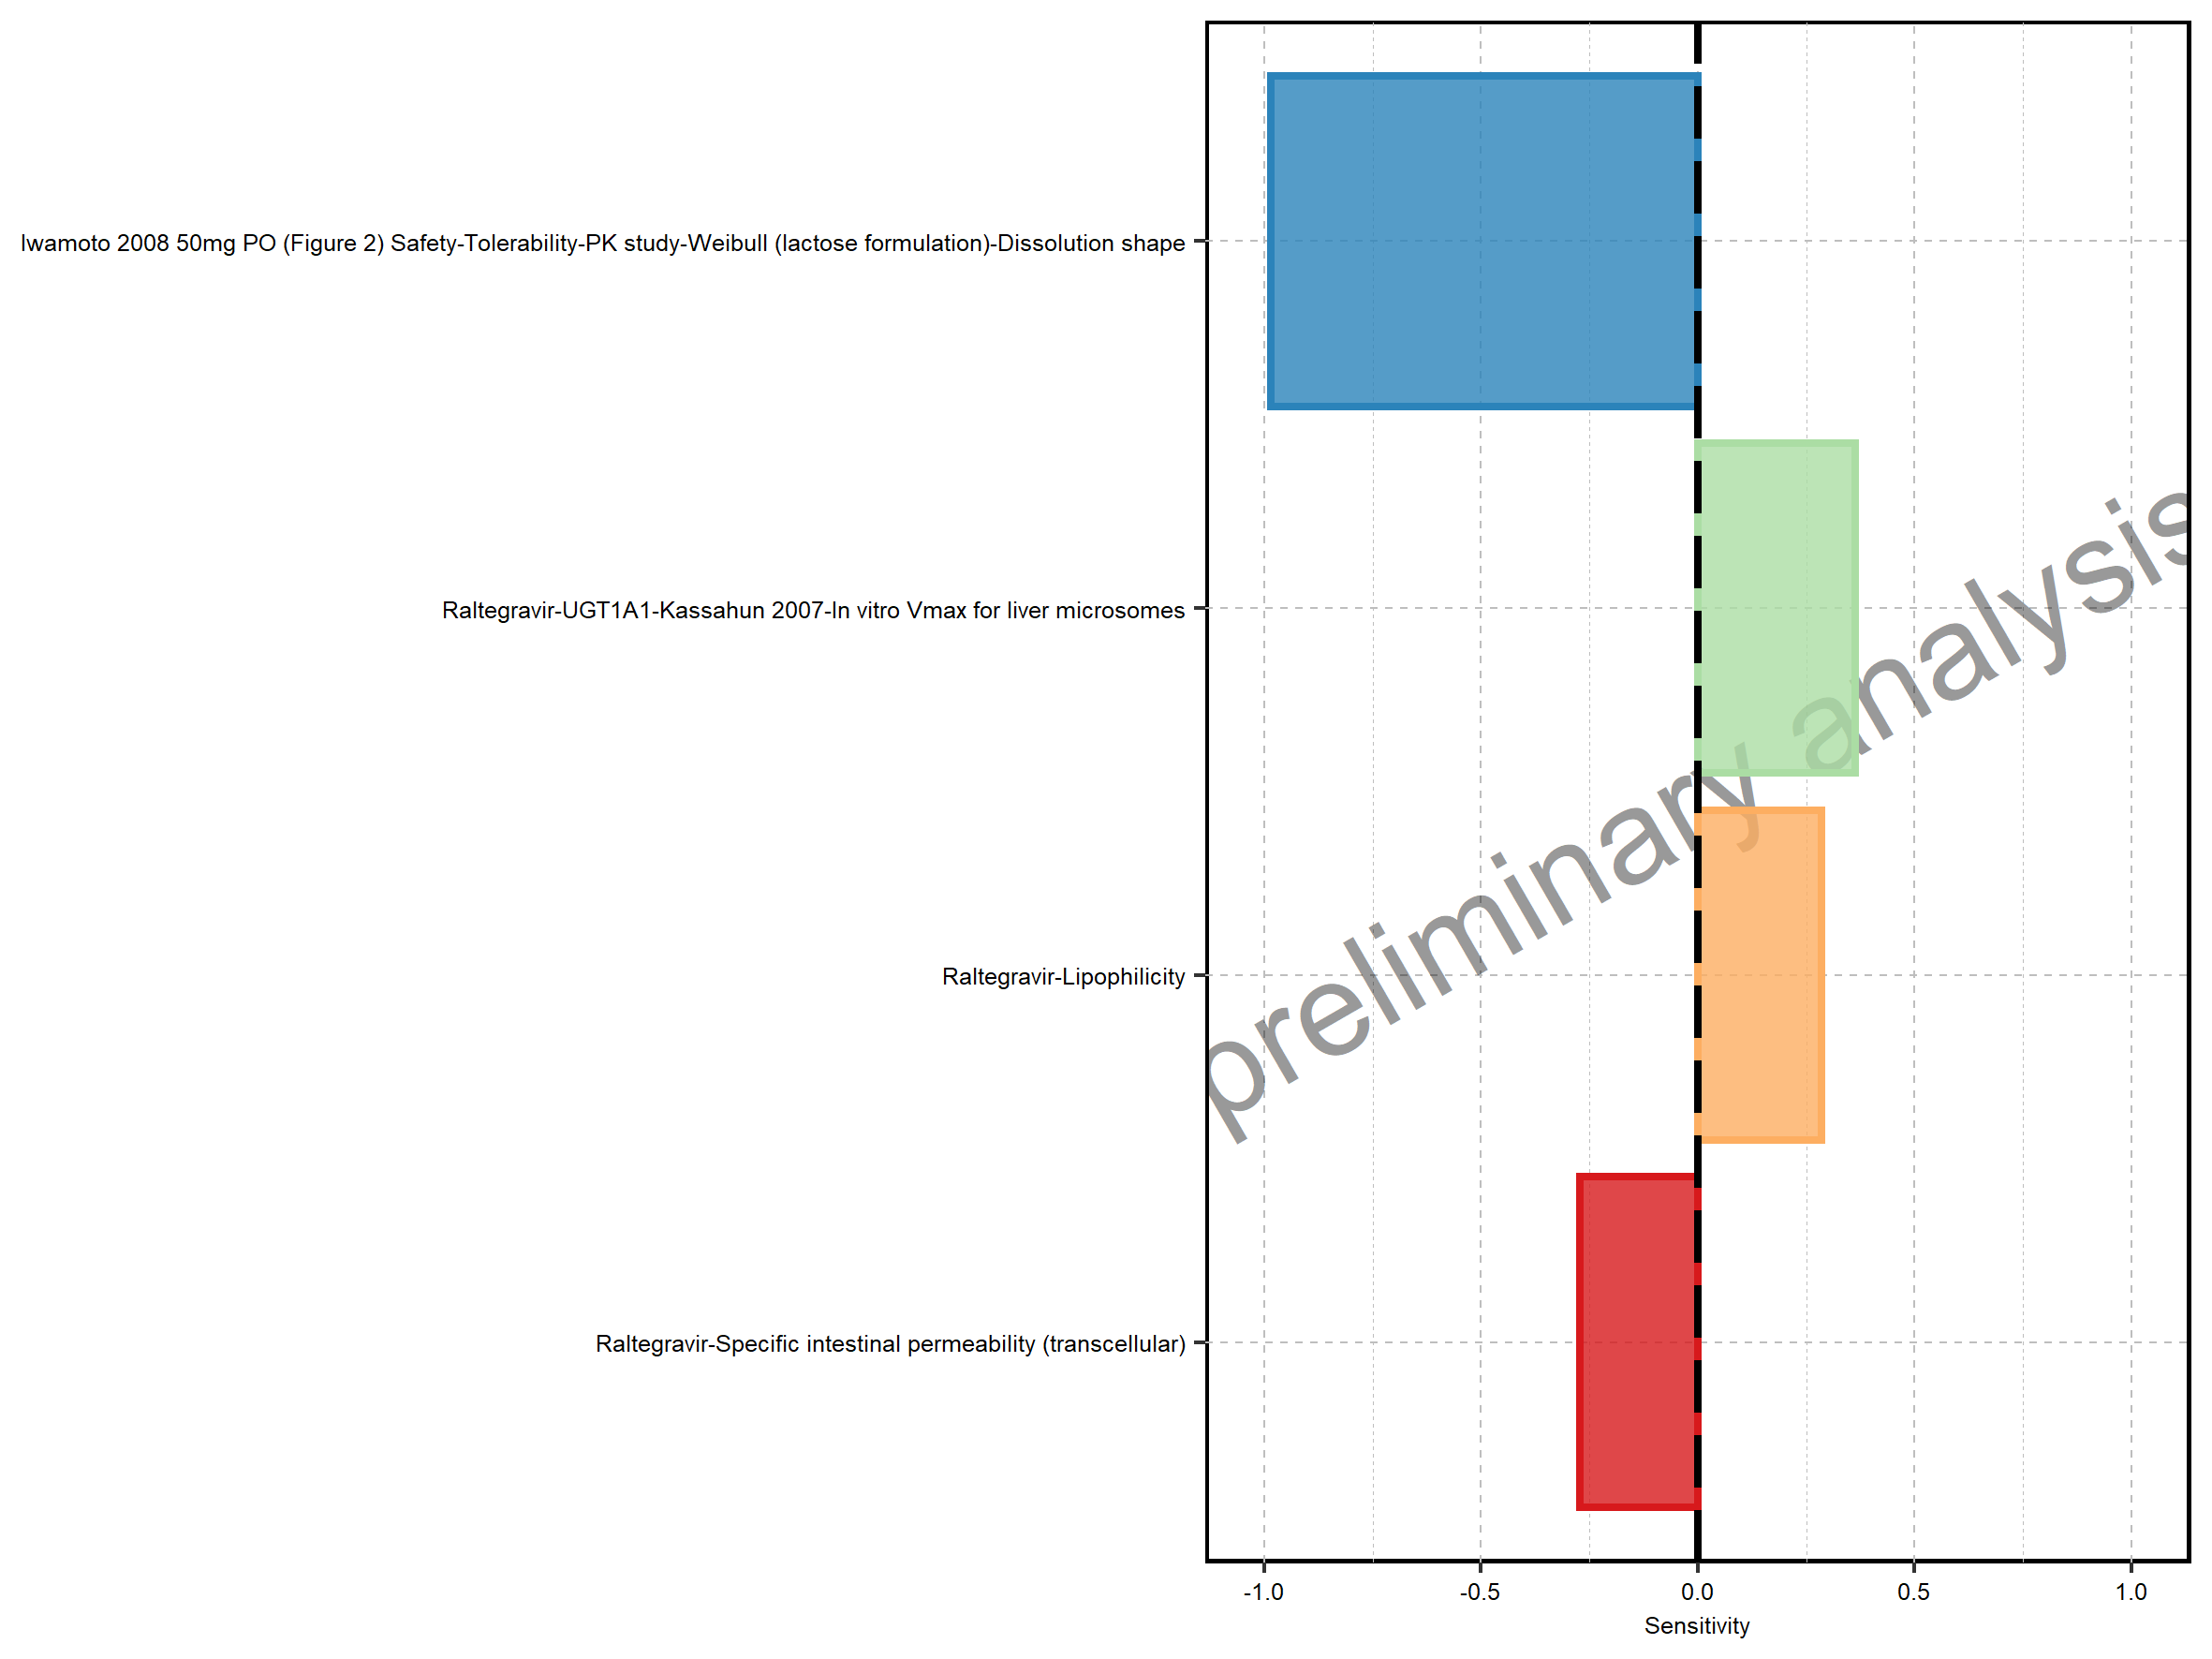 Iwamoto 2008 50mg PO (Figure 2) Safety-Tolerability-PK study-Weibull (lactose formulation)-Dissolution shape
Raltegravir-UGT1A1-Kassahun 2007-In vitro Vmax for liver microsomes
Raltegravir-Lipophilicity
Raltegravir-Specific intestinal permeability (transcellular)
preliminary analysis
-1.0 -0.5 0.0 0.5 1.0
Sensitivity